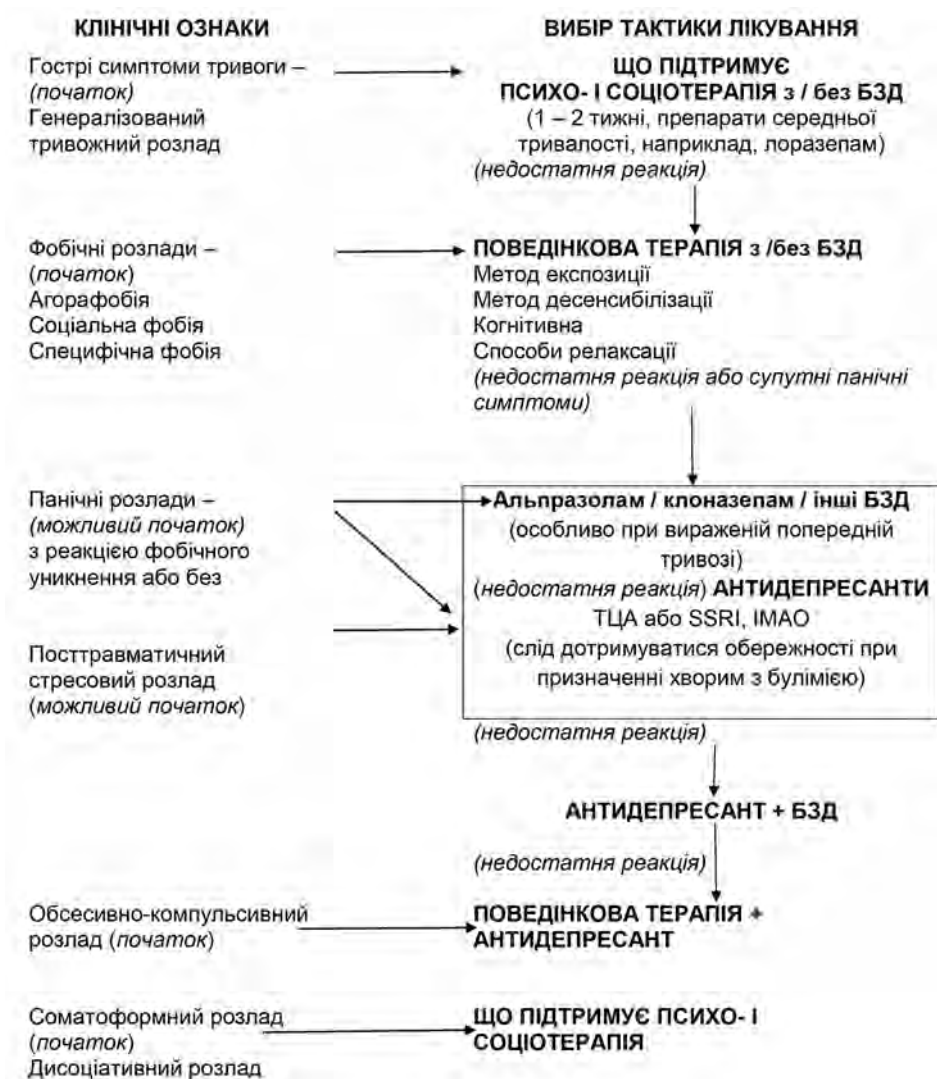 КЛІНІЧНІ ОЗНАКИ
ВИБІР ТАКТИКИ ЛІКУВАННЯ
Гострі симптоми тривоги –
(початок)
Генералізований
тривожний розлад
ЩО ПІДТРИМУЄ
ПСИХО- І СОЦІОТЕРАПІЯ з / без БЗД
(1 – 2 тижні, препарати середньої
тривалості, наприклад, лоразепам)
(недостатня реакція)
Фобічні розлади –
(початок)
Агорафобія
Соціальна фобія
Специфічна фобія
ПОВЕДІНКОВА ТЕРАПІЯ з /без БЗД
Метод експозиції
Метод десенсибілізації
Когнітивна
Способи релаксації
(недостатня реакція або супутні панічні
симптоми)
Панічні розлади –
(можливий початок)
з реакцією фобічного
уникнення або без
Альпразолам / клоназепам / інші БЗД
(особливо при вираженій попередній
тривозі)
(недостатня реакція) АНТИДЕПРЕСАНТИ
ТЦА або SSRI, ІМАО
(слід дотримуватися обережності при
призначенні хворим з булімією)
Посттравматичний
стресовий розлад
(можливий початок)
(недостатня реакція)
АНТИДЕПРЕСАНТ + БЗД
(недостатня реакція)
Обсесивно-компульсивний
розлад (початок)
ПОВЕДІНКОВА ТЕРАПІЯ +
АНТИДЕПРЕСАНТ
Соматоформний розлад
(початок)
Дисоціативний розлад
ЩО ПІДТРИМУЄ ПСИХО- І
СОЦІОТЕРАПІЯ